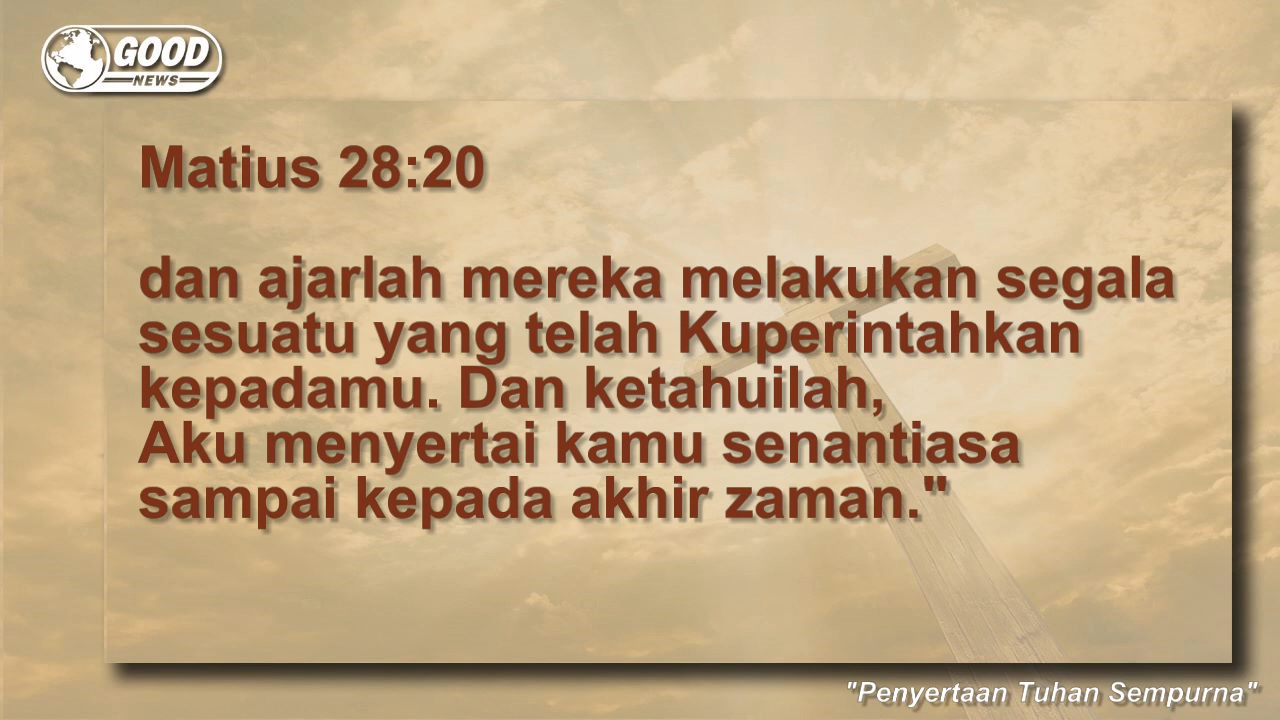 GOOD
NEWS
Matius 28:20
dan ajarlah mereka melakukan segala
sesuatu yang telah Kuperintahkan
kepadamu. Dan ketahuilah,
Aku menyertai kamu senantiasa
sampai kepada akhir zaman."
"Penyertaan Tuhan Sempurna"